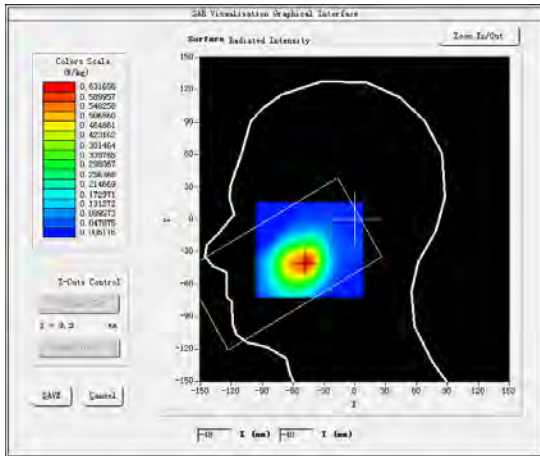 SAR Visualisation Graphical Interface
Surface Radiated Intensity
Zoom In/Out
Colors Scale
(W/kg)
0.631656
0.589957
0.548258
0.506560
0.464861
0.423162
0.381464
0.339765
0.298067
0.256368
0.214669
0.172971
0.131272
0.089573
0.047875
0.006176
150
120
90
60
30
0
-30
-60
-90
-120
-150
Y
-150 -120 -90 -60 -30 0 30 60 90 120 150
X
Z-Cuts Control
Z = 0.5 mm
SAVE
Cancel
-48 X (mm) -40 Y (mm)